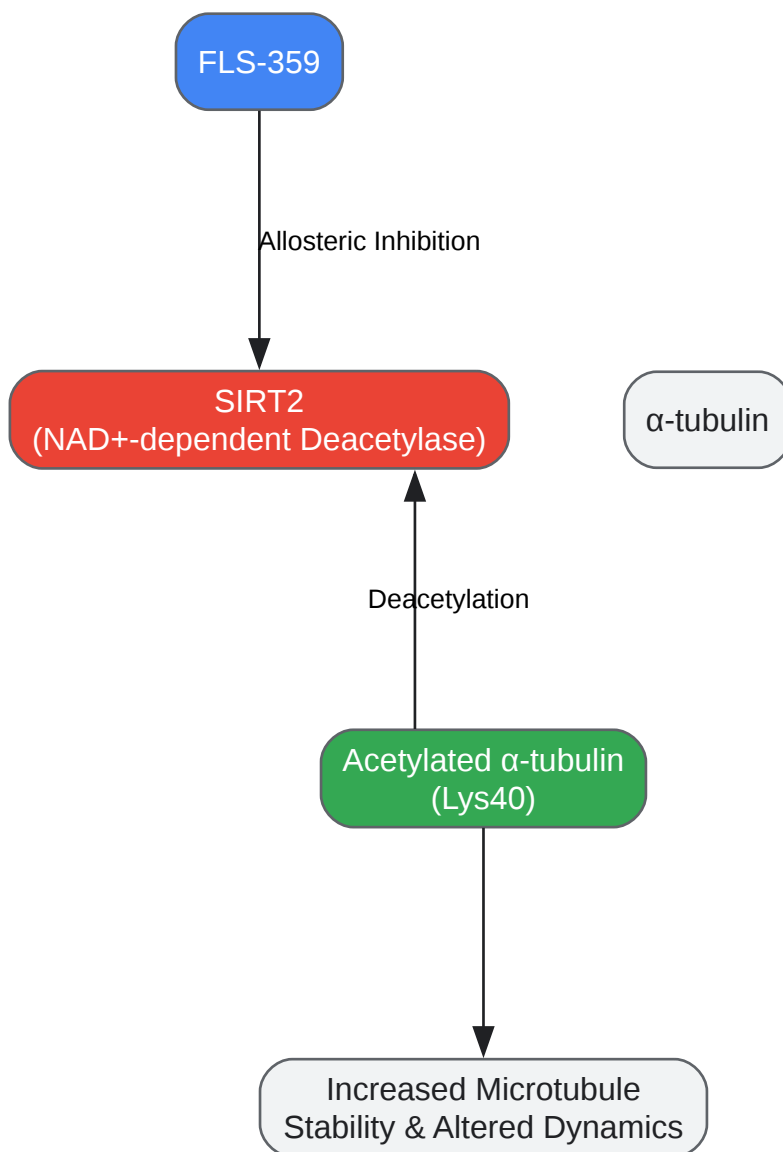 FLS-359
Allosteric Inhibition
SIRT2
(NAD+-dependent Deacetylase)
α-tubulin
Deacetylation
Acetylated α-tubulin
(Lys40)
Increased Microtubule
Stability & Altered Dynamics